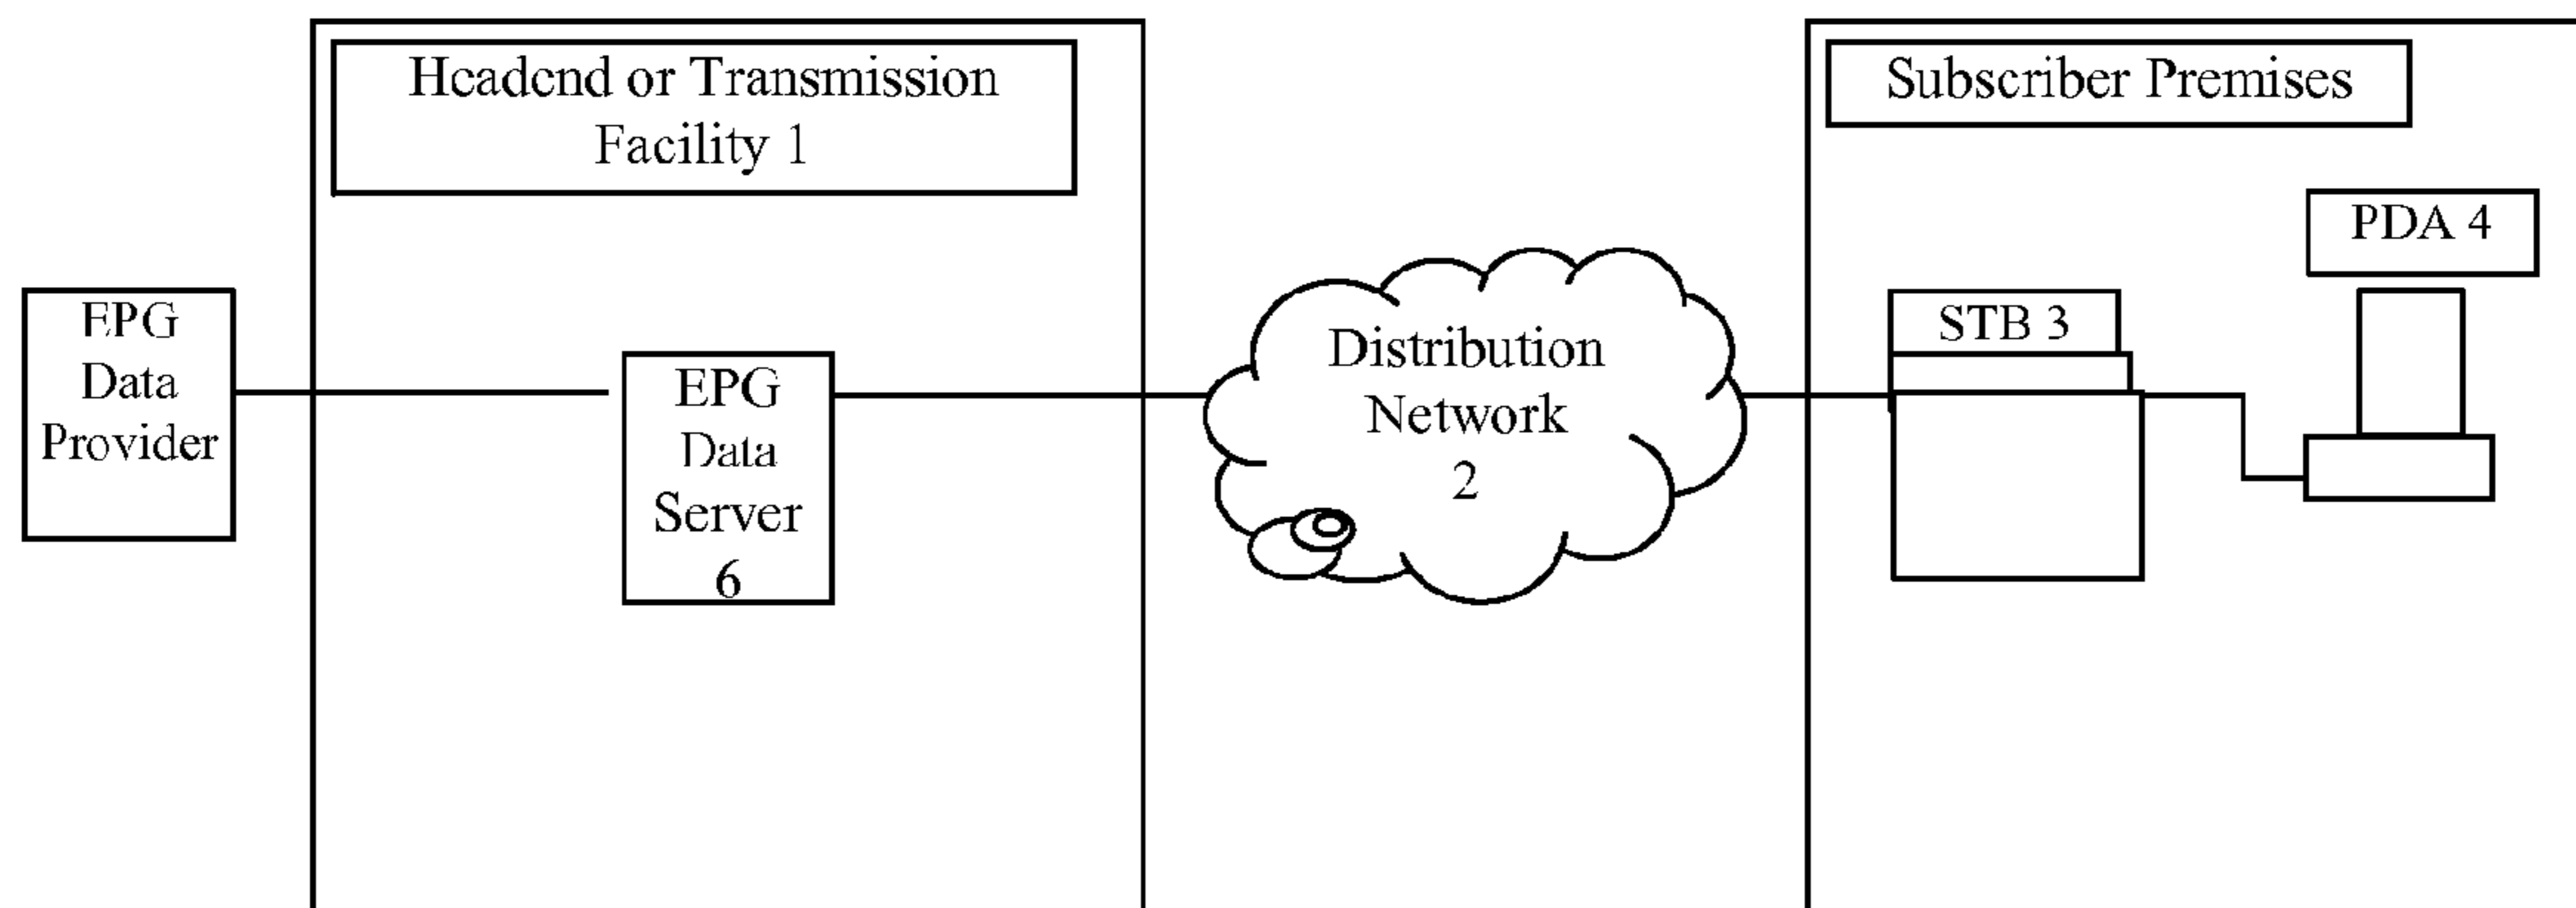 Headend or Transmission
Facility 1
Subscriber Premises
PDA 4
EPG
Data
Provider
EPG
Data
Server
6
Distribution
Network
2
STB 3